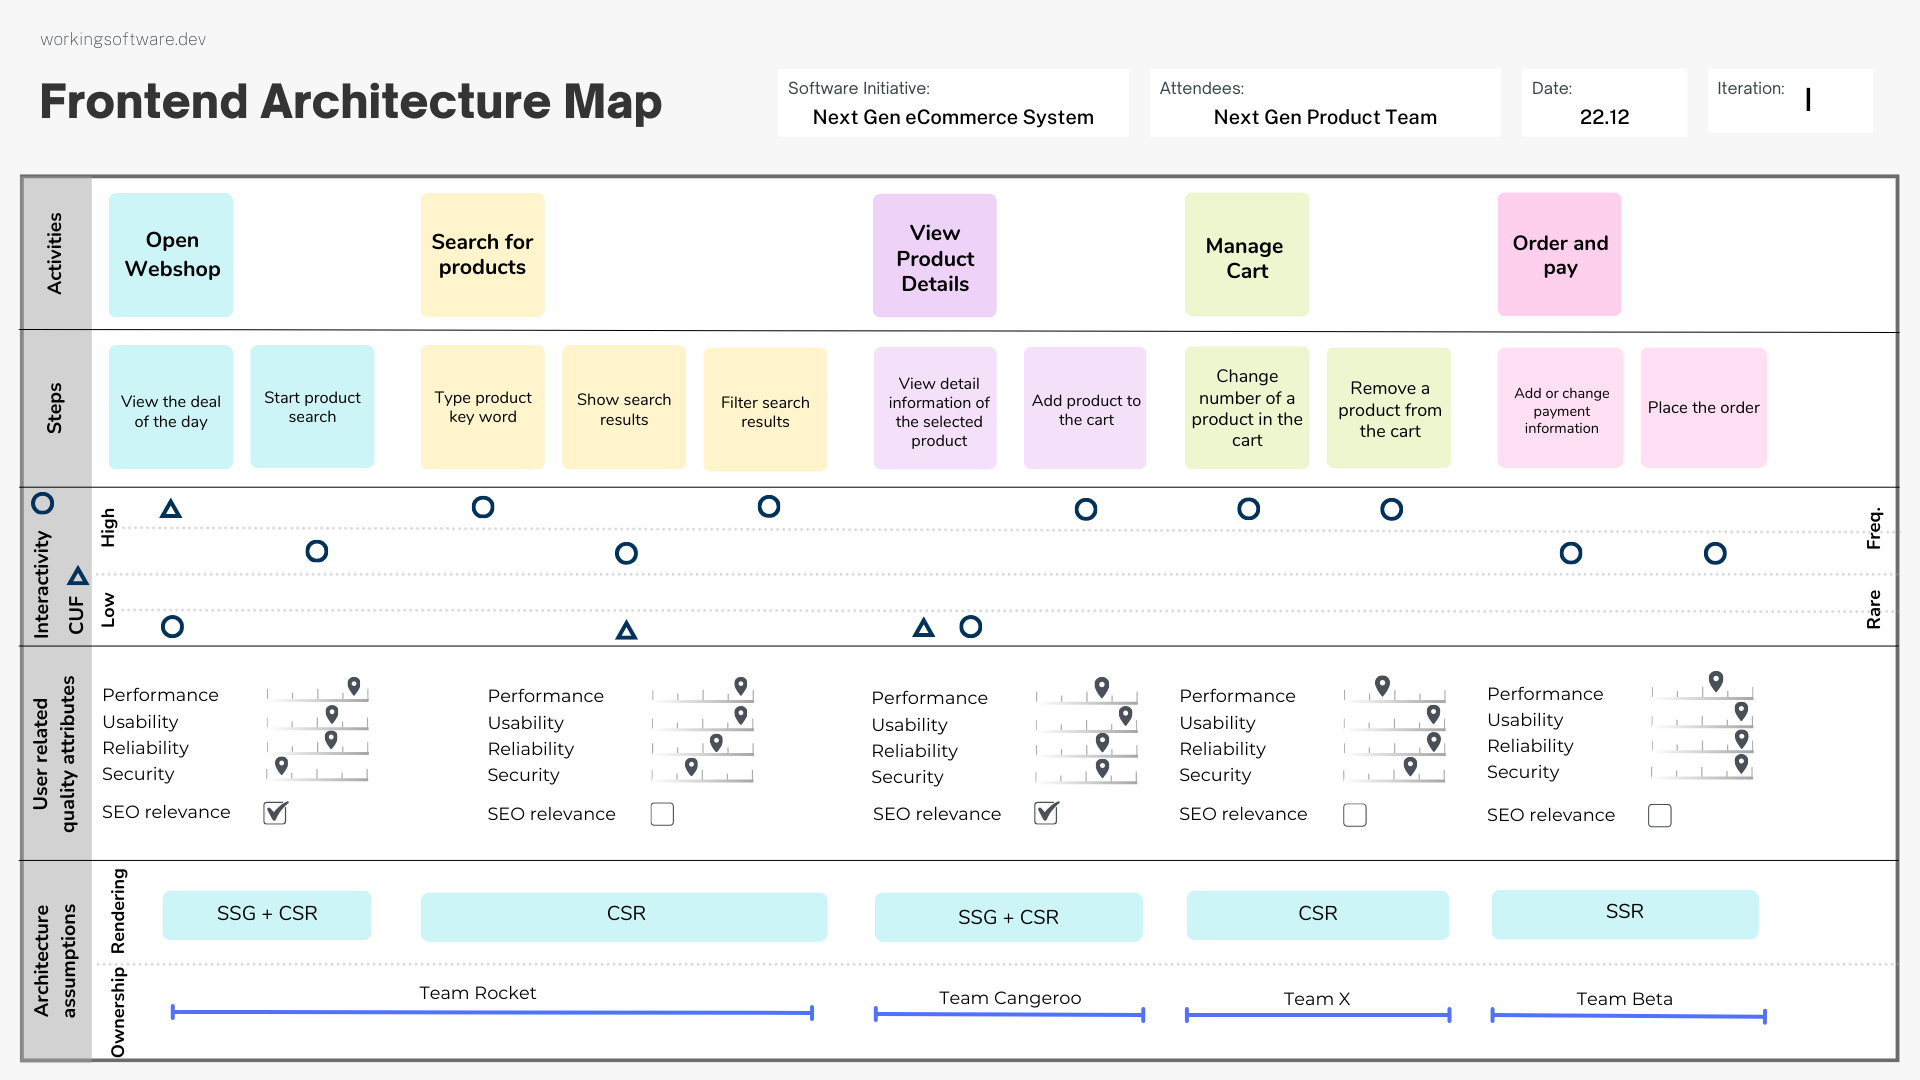 workingsoftware.dev
Frontend Architecture Map
Software Initiative:
Next Gen eCommerce System
Attendees:
Next Gen Product Team
Date:
22.12
Iteration:
I
Activities
Open
Webshop
Search for
products
View
Product
Details
Manage
Cart
Order and
pay
Steps
View the deal
of the day
Start product
search
Type product
key word
Show search
results
Filter search
results
View detail
information of
the selected
product
Add product to
the cart
Change
number of a
product in the
cart
Remove a
product from
the cart
Add or change
payment
information
Place the order
Interactivity
CUF
High
Low
Freq.
Rare
User related
quality attributes
Performance
Usability
Reliability
Security
SEO relevance
Performance
Usability
Reliability
Security
SEO relevance
Performance
Usability
Reliability
Security
SEO relevance
Performance
Usability
Reliability
Security
SEO relevance
Performance
Usability
Reliability
Security
SEO relevance
Architecture
assumptions
Rendering
SSG + CSR
CSR
SSG + CSR
CSR
SSR
Ownership
Team Rocket
Team Cangeroo
Team X
Team Beta